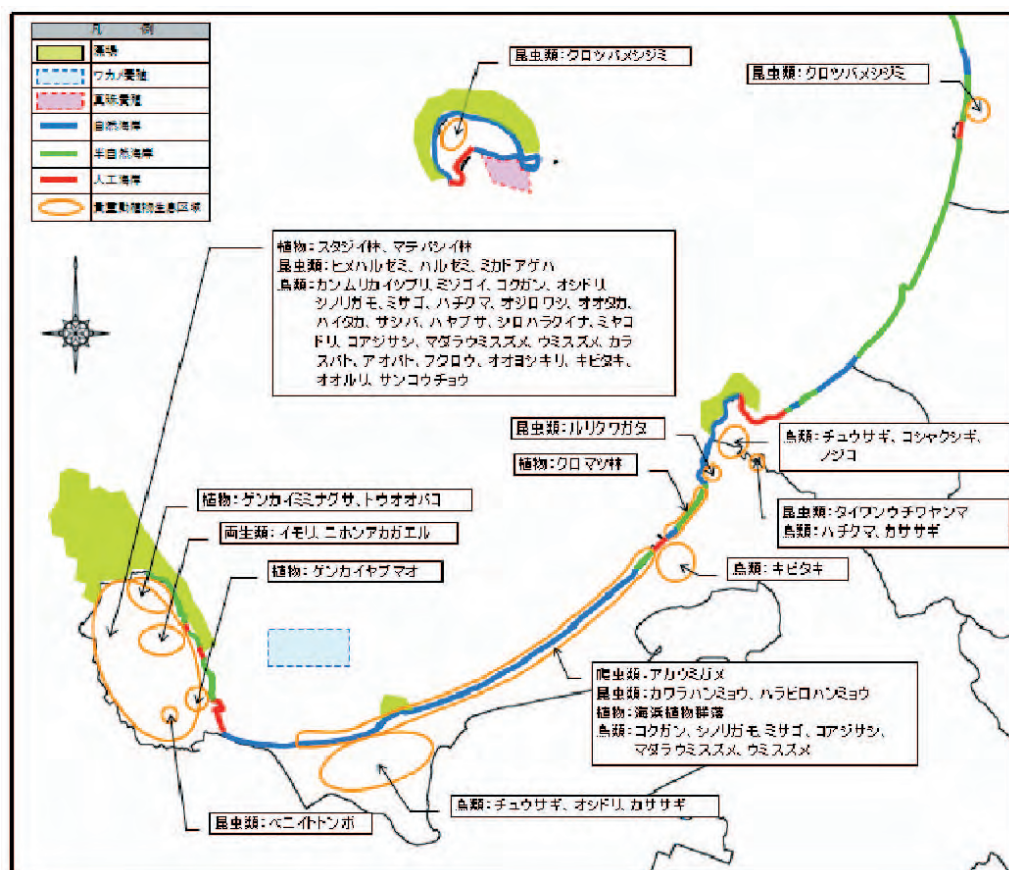 凡 例
藻場
ワカメ養殖
真珠養殖
自然海岸
半自然海岸
人工海岸
貴重動植物生息区域
昆虫類:クロツバメシジミ
昆虫類:クロツバメシジミ
植物:スタジイ林、マテバシイ林
昆虫類:ヒメハルゼミ、ハルゼミ、ミカドアゲハ
鳥類:カンムリカイツブリ、ミゾゴイ、コクガン、オシドリ、
シノリガモ、ミサゴ、ハチクマ、オジロワシ、オオタカ、
ハイタカ、サシバ、ハヤブサ、シロハラクイナ、ミヤコ
ドリ、コアジサシ、マダラウミスズメ、ウミスズメ、カラ
スバト、アオバト、フクロウ、オオヨシキリ、キビタキ、
オオルリ、サンコウチョウ
昆虫類:ルリクワガタ
植物:クロマツ林
鳥類:チュウサギ、コシャクシギ、
ノジコ
昆虫類:タイワンウチワヤンマ
鳥類:ハチクマ、カササギ
鳥類:キビタキ
植物:ゲンカイミミナグサ、トウオオバコ
両生類:イモリ、ニホンアカガエル
植物:ゲンカイヤブマオ
爬虫類:アカウミガメ
昆虫類:カワラハンミョウ、ハラビロハンミョウ
植物:海浜植物群落
鳥類:コクガン、シノリガモ、ミサゴ、コアジサシ、
マダラウミスズメ、ウミスズメ
鳥類:チュウサギ、オシドリ、カササギ
昆虫類:ベニイトトンボ